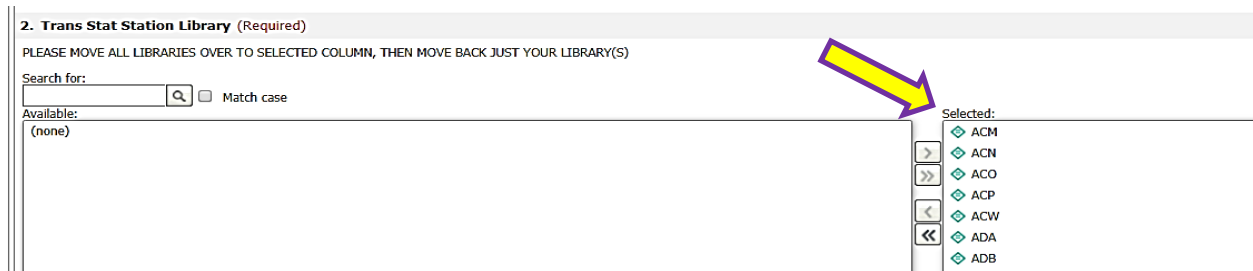 2. Trans Stat Station Library (Required)
PLEASE MOVE ALL LIBRARIES OVER TO SELECTED COLUMN, THEN MOVE BACK JUST YOUR LIBRARY(S)
Search for:
Match case
Available:
Selected:
(none)
ACM
ACN
ACO
ACP
ACW
ADA
ADB